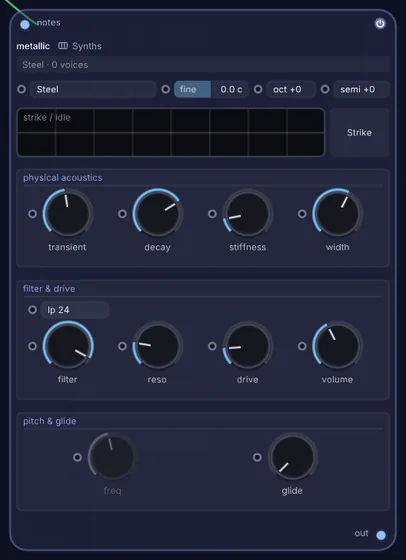 notes
metallic Synths
Steel · 0 voices
Steel fine 0.0 c oct +0 semi +0
strike / idle
Strike
physical acoustics
transient decay stiffness width
filter & drive
lp 24
filter reso drive volume
pitch & glide
freq glide
out